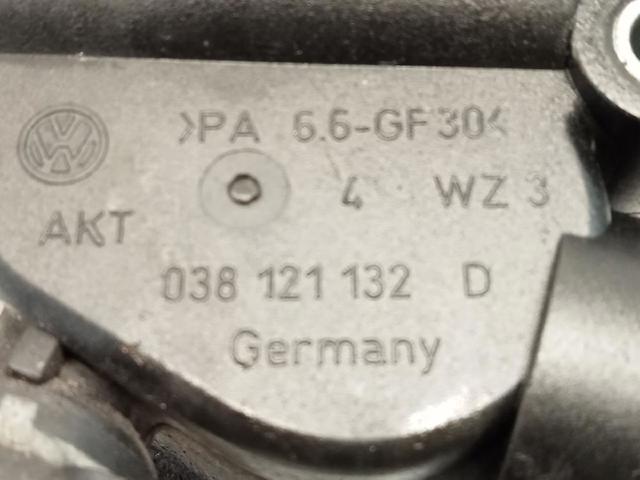 >PA 6.6-GF30<
4 WZ 3
AKT
038 121 132 D
Germany